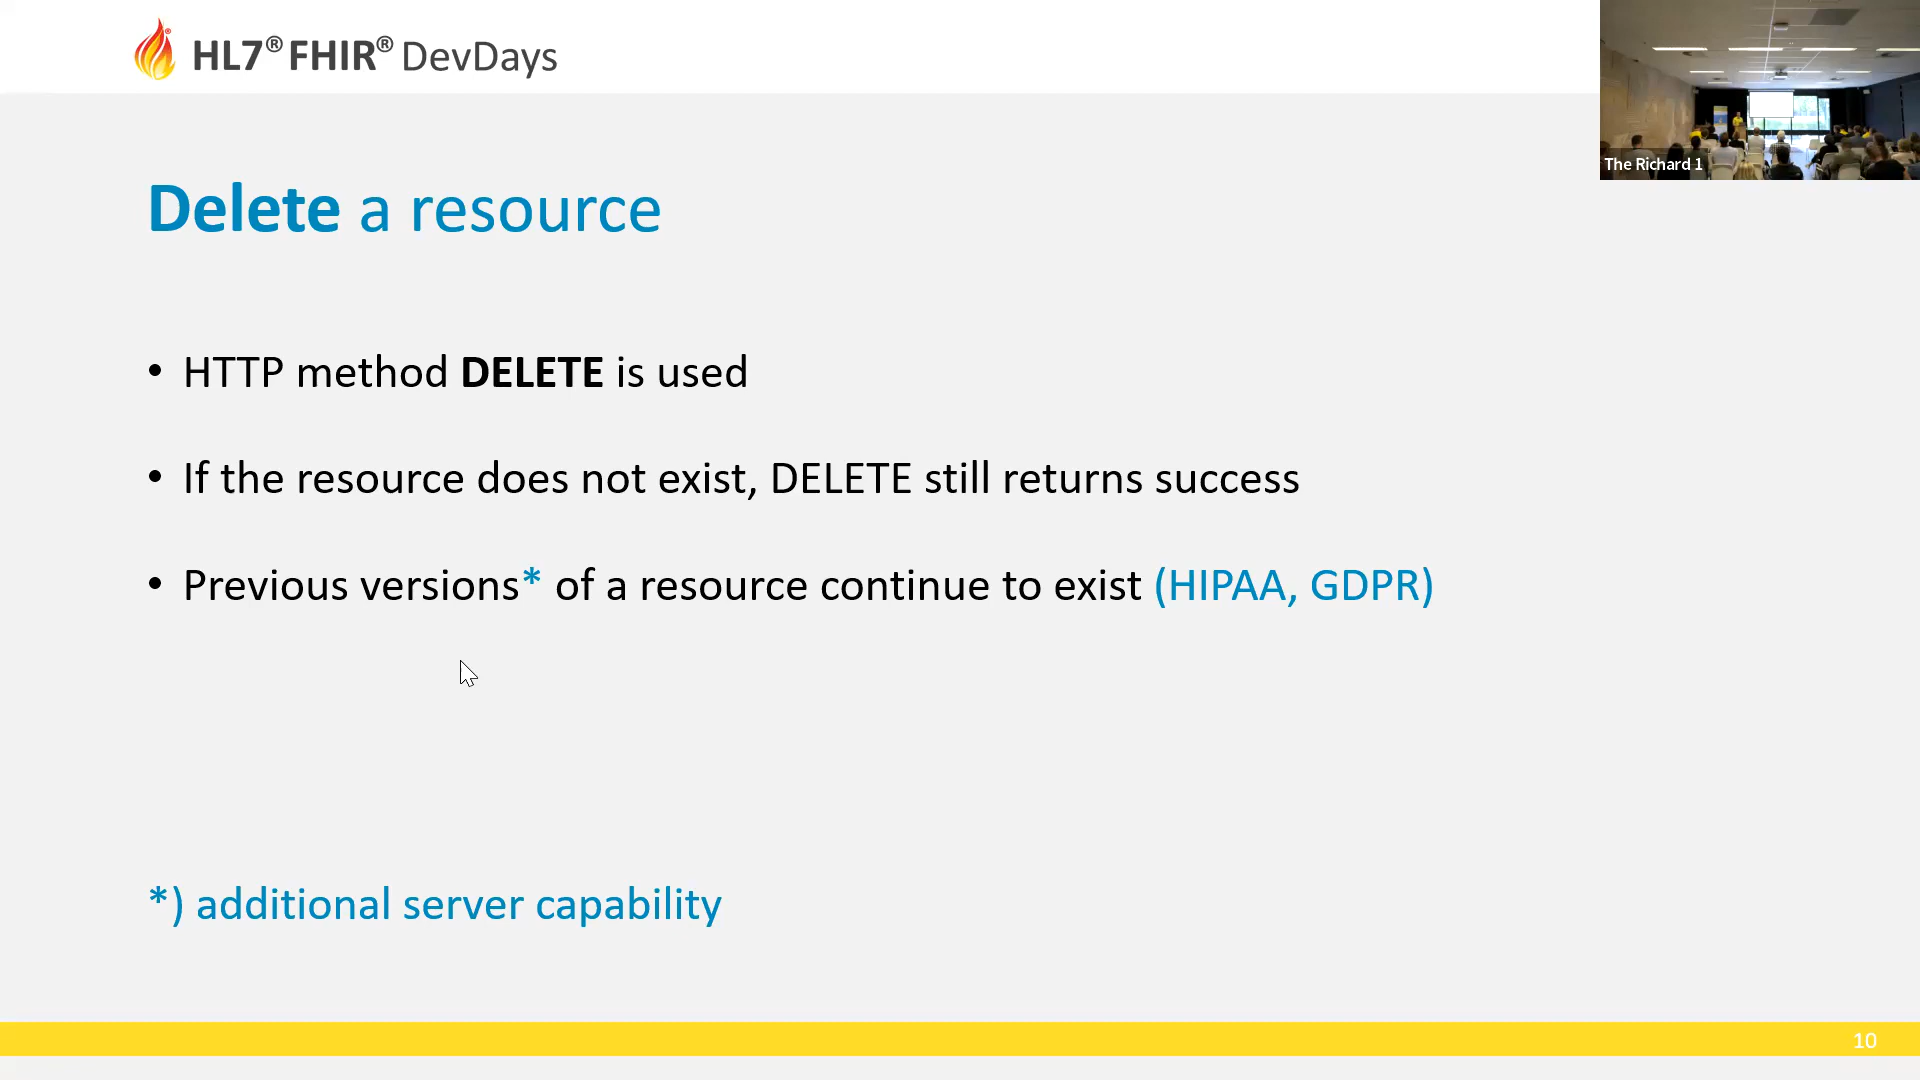 HL7® FHIR® DevDays
The Richard 1
Delete a resource
• HTTP method DELETE is used
• If the resource does not exist, DELETE still returns success
• Previous versions* of a resource continue to exist (HIPAA, GDPR)
*) additional server capability
10